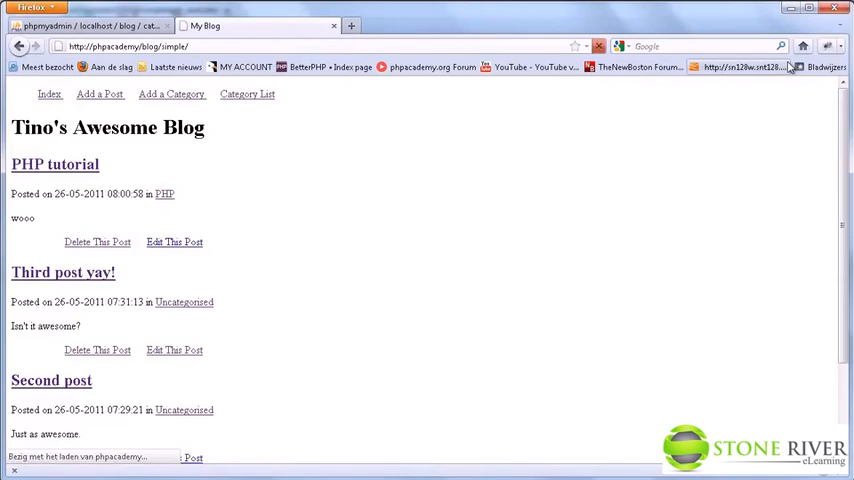 Firefox
phpmyadmin / localhost / blog / cat...
My Blog
http://phpacademy/blog/simple/
Google
Meest bezocht
Aan de slag
Laatste nieuws
MY ACCOUNT
BetterPHP • Index page
phpacademy.org Forum
YouTube - YouTube v...
TheNewBoston Forum...
http://sn128w.snt128....
Bladwijzers
Index
Add a Post
Add a Category
Category List
Tino's Awesome Blog
PHP tutorial
Posted on 26-05-2011 08:00:58 in PHP
wooo
Delete This Post
Edit This Post
Third post yay!
Posted on 26-05-2011 07:31:13 in Uncategorised
Isn't it awesome?
Delete This Post
Edit This Post
Second post
Posted on 26-05-2011 07:29:21 in Uncategorised
Just as awesome.
Bezig met het laden van phpacademy...
s Post
STONE RIVER
eLearning